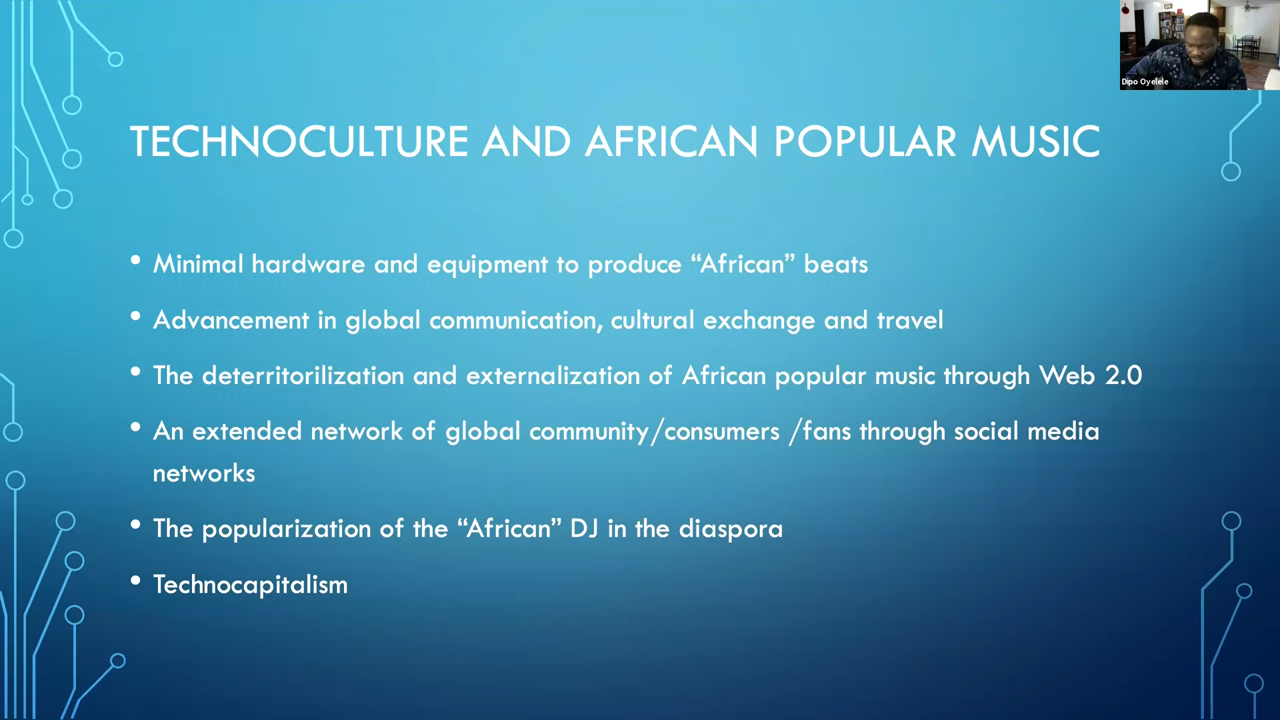 Dipo Oyelele
TECHNOCULTURE AND AFRICAN POPULAR MUSIC
• Minimal hardware and equipment to produce “African” beats
• Advancement in global communication, cultural exchange and travel
• The deterritorilization and externalization of African popular music through Web 2.0
• An extended network of global community/consumers /fans through social media
networks
• The popularization of the “African” DJ in the diaspora
• Technocapitalism